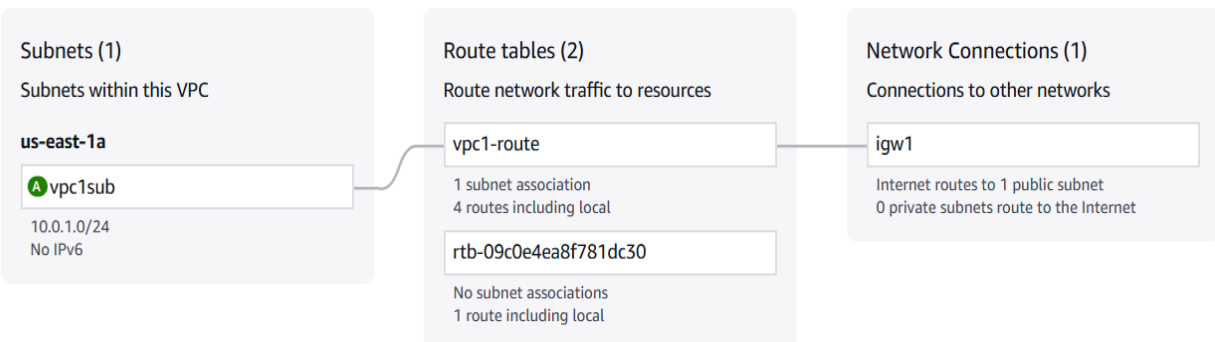 Subnets (1)
Subnets within this VPC
us-east-1a
A vpc1sub
10.0.1.0/24
No IPv6
Route tables (2)
Route network traffic to resources
vpc1-route
1 subnet association
4 routes including local
rtb-09c0e4ea8f781dc30
No subnet associations
1 route including local
Network Connections (1)
Connections to other networks
igw1
Internet routes to 1 public subnet
0 private subnets route to the Internet